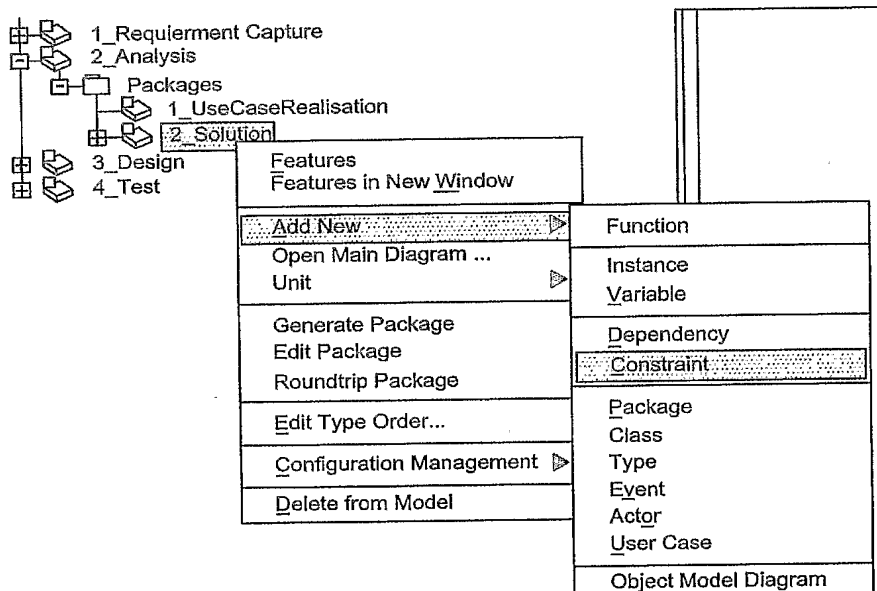 1_Requierment Capture
2_Analysis
Packages
1_UseCaseRealisation
2_Solution
3_Design
4_Test
Features
Features in New Window
Add New
Open Main Diagram ...
Unit
Generate Package
Edit Package
Roundtrip Package
Edit Type Order...
Configuration Management
Delete from Model
Function
Instance
Variable
Dependency
Constraint
Package
Class
Type
Event
Actor
User Case
Object Model Diagram